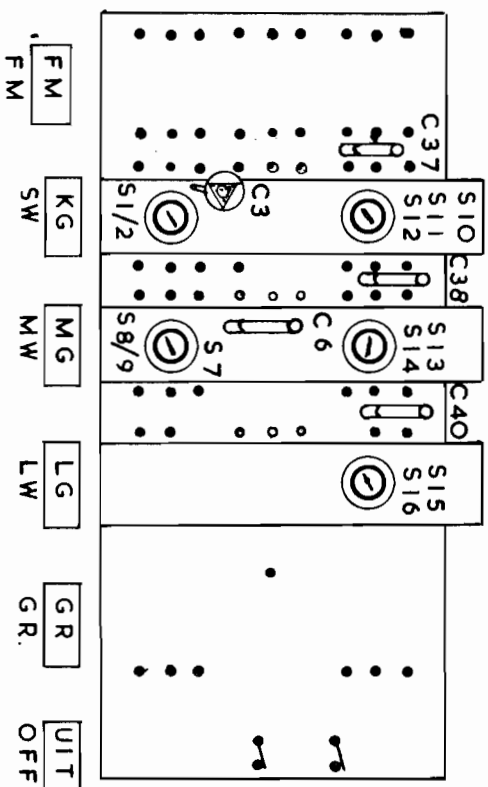 C37
S10
S11
S12
C38
S13
S14
C40
S15
S16
C3
C6
S1/2
S7
S8/9
FM KG MG LG GR UIT
FM SW MW LW GR. OFF